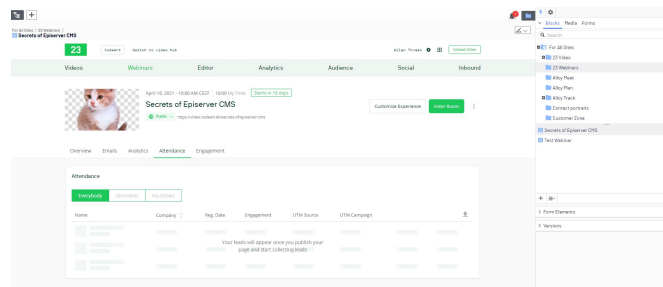 For All Sites | 23 Webinars |
Secrets of Episerver CMS
23 Codeart Switch to video hub Allan Thraen Upload Video
Videos Webinars Editor Analytics Audience Social Inbound
April 16, 2021 - 10:00 AM CEST | 10:00 My Time Starts in 10 days
Secrets of Episerver CMS
Public https://video.codeart.dk/secrets-of-episerver-cms
Customize Experience Enter Room
Overview Emails Analytics Attendance Engagement
Attendance
Everybody Attendees No-Shows
Name Company Reg. Date Engagement UTM Source UTM Campaign
Your leads will appear once you publish your
page and start collecting leads
Blocks Media Forms
Search
For All Sites
23 Video
23 Webinars
Alloy Meet
Alloy Plan
Alloy Track
Contact portraits
Customer Zone
Secrets of Episerver CMS
Test Webinar
Form Elements
Versions